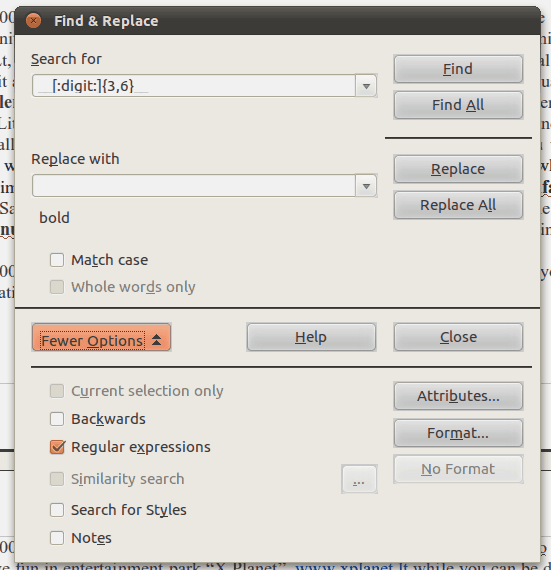 Find & Replace
Search for
__[:digit:]{3,6}__
Find
Find All
Replace with
Replace
Replace All
bold
Match case
Whole words only
Fewer Options
Help
Close
Current selection only
Attributes...
Backwards
Format...
Regular expressions
No Format
Similarity search
...
Search for Styles
Notes
fun in entertainment park “X Planet”, www.xplanet.lt while you can be d